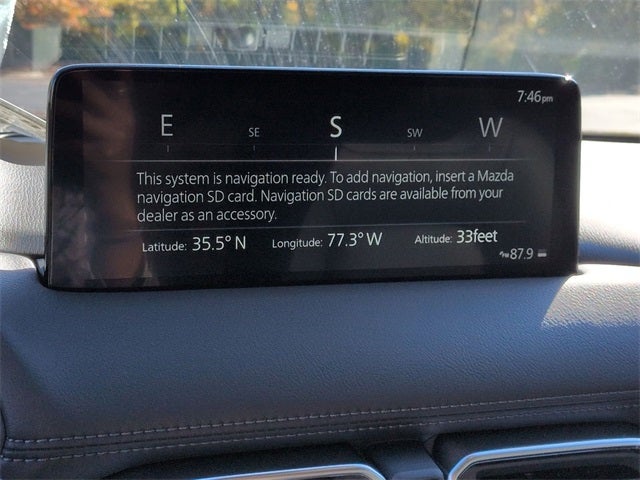 7:46pm
E SE S SW W
This system is navigation ready. To add navigation, insert a Mazda
navigation SD card. Navigation SD cards are available from your
dealer as an accessory.
Latitude: 35.5° N Longitude: 77.3° W Altitude: 33feet
FM 87.9